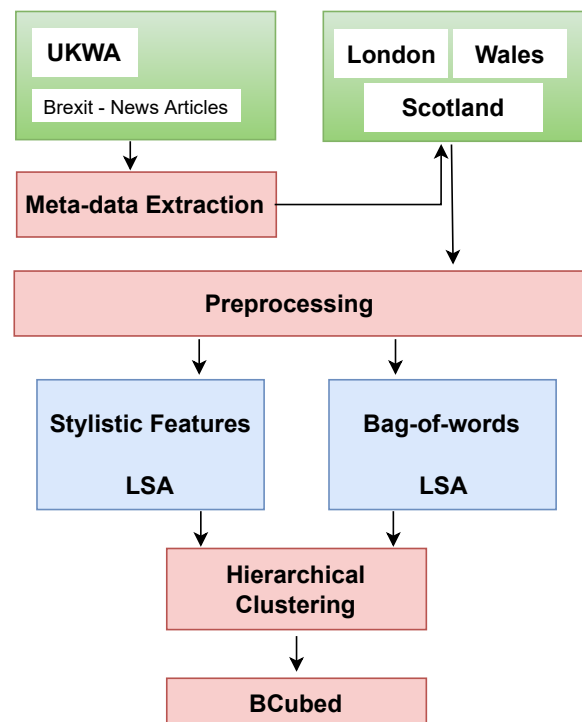 UKWA
Brexit - News Articles
London
Wales
Scotland
Meta-data Extraction
Preprocessing
Stylistic Features
LSA
Bag-of-words
LSA
Hierarchical
Clustering
BCubed